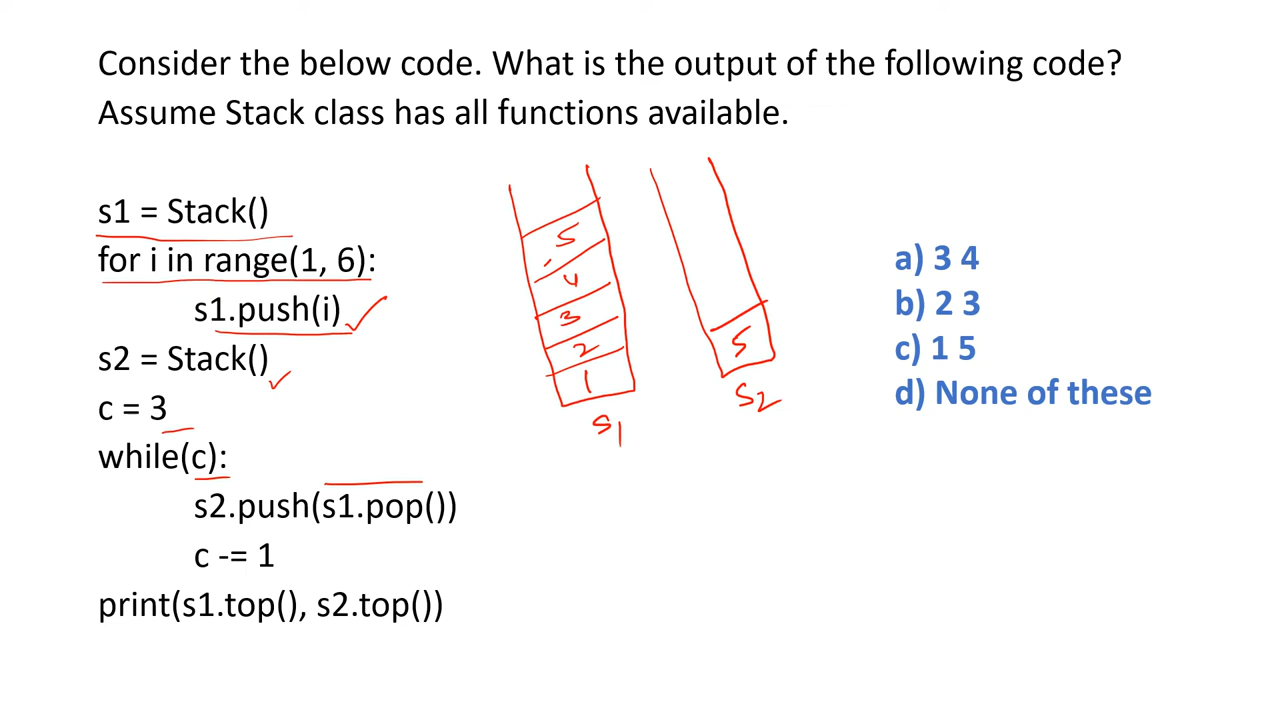 Consider the below code. What is the output of the following code?
Assume Stack class has all functions available.
s1 = Stack()
for i in range(1, 6):
s1.push(i)
s2 = Stack()
c = 3
while(c):
s2.push(s1.pop())
c -= 1
print(s1.top(), s2.top())
5
4
3
2
1
s1
5
s2
a) 3 4
b) 2 3
c) 1 5
d) None of these